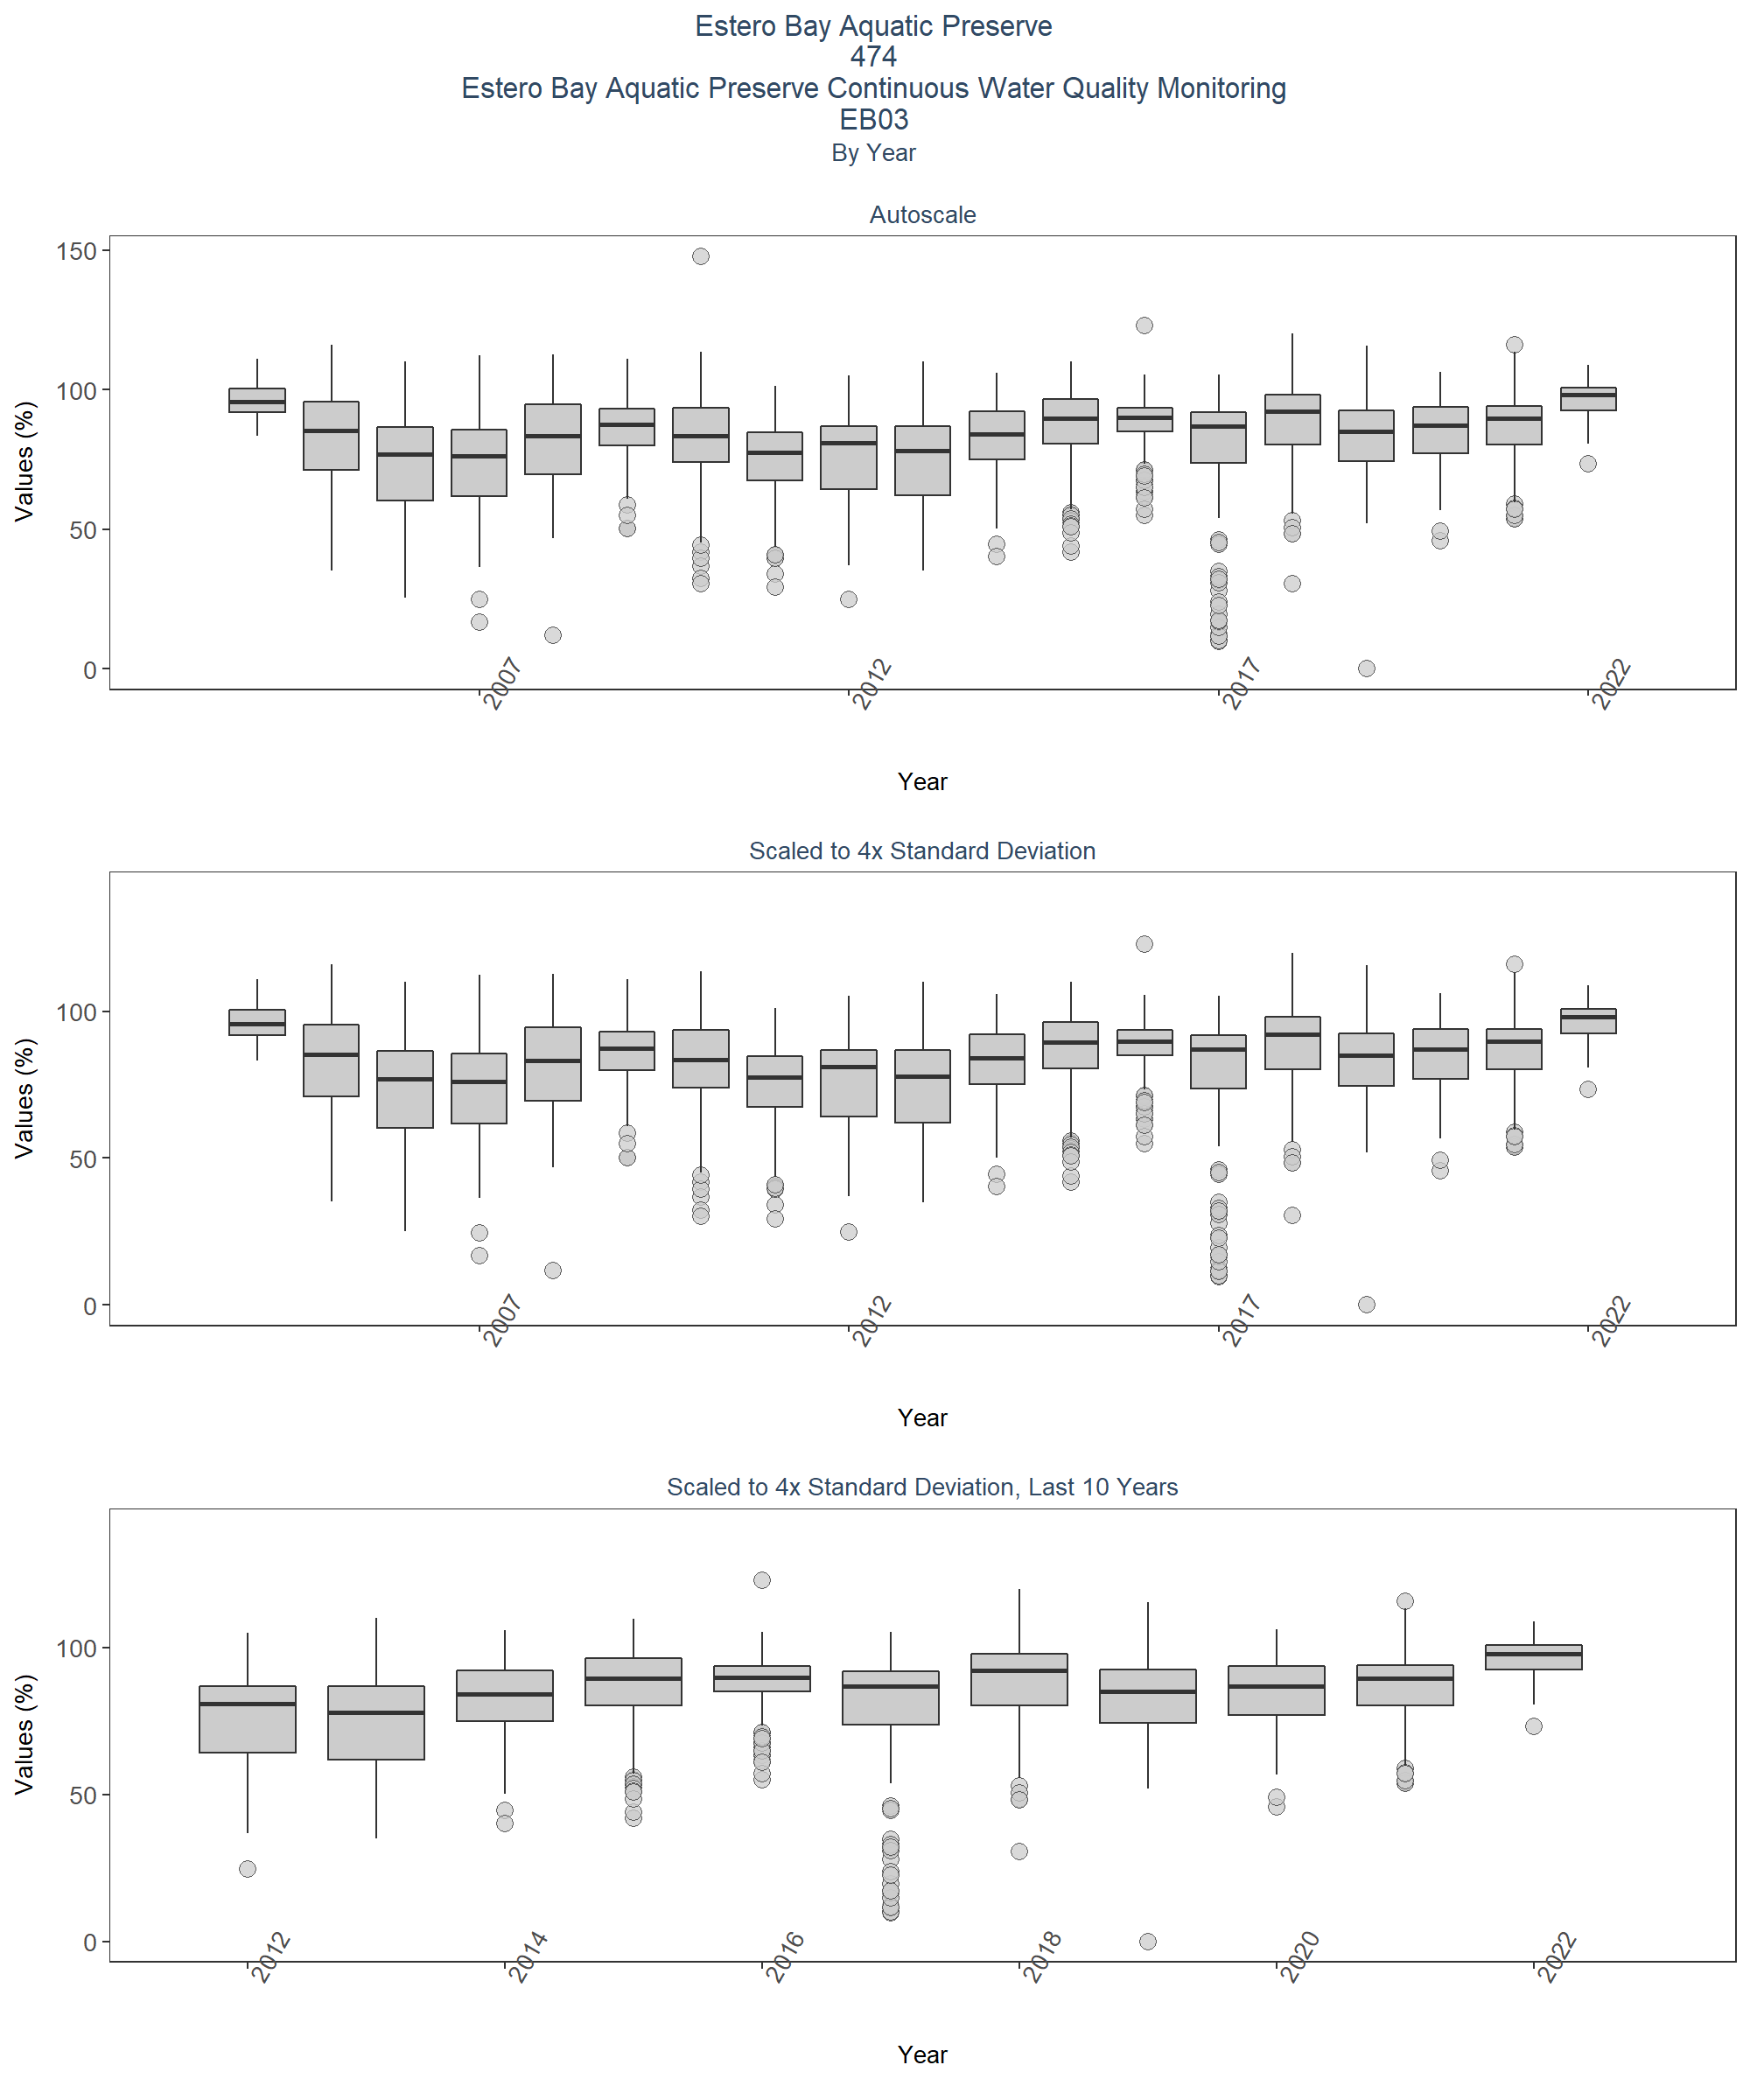 Estero Bay Aquatic Preserve
474
Estero Bay Aquatic Preserve Continuous Water Quality Monitoring
EB03
By Year
Autoscale
Values (%)
150
100
50
0
2007
2012
2017
2022
Year
Scaled to 4x Standard Deviation
Values (%)
100
50
0
2007
2012
2017
2022
Year
Scaled to 4x Standard Deviation, Last 10 Years
Values (%)
100
50
0
2012
2014
2016
2018
2020
2022
Year